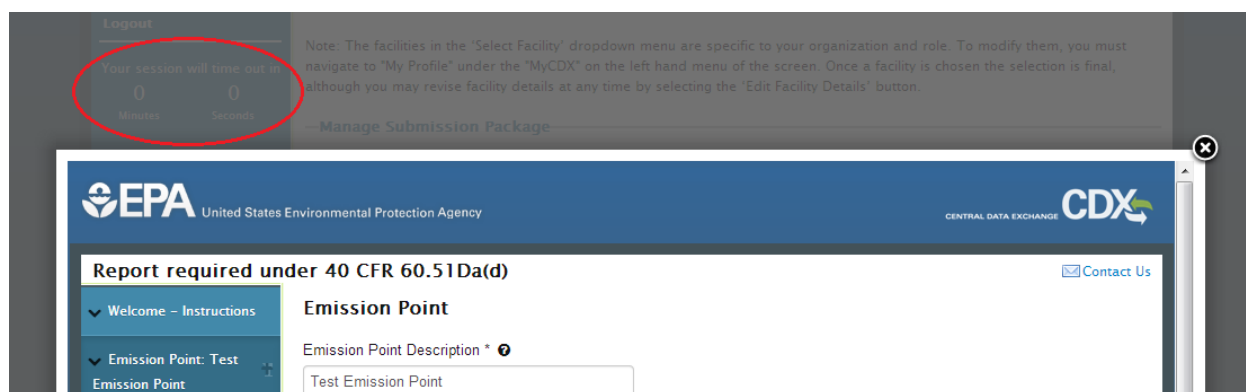 Logout
Your session will time out in
0 0
Minutes Seconds
Note: The facilities in the 'Select Facility' dropdown menu are specific to your organization and role. To modify them, you must
navigate to "My Profile" under the "MyCDX" on the left hand menu of the screen. Once a facility is chosen the selection is final,
although you may revise facility details at any time by selecting the 'Edit Facility Details' button.
Manage Submission Package
EPA United States Environmental Protection Agency
CENTRAL DATA EXCHANGE CDX
Report required under 40 CFR 60.51Da(d)
Contact Us
Welcome – Instructions
Emission Point: Test
Emission Point
Emission Point
Emission Point Description *
Test Emission Point